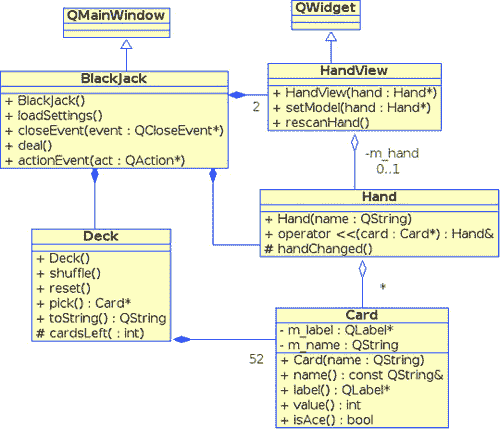 QMainWindow
QWidget
BlackJack
+ BlackJack()
+ loadSettings()
+ closeEvent(event : QCloseEvent*)
+ deal()
+ actionEvent(act : QAction*)
2
HandView
+ HandView(hand : Hand*)
+ setModel(hand : Hand*)
+ rescanHand()
-m_hand
0..1
Hand
+ Hand(name : QString)
+ operator <<(card : Card*) : Hand&
# handChanged()
Deck
+ Deck()
+ shuffle()
+ reset()
+ pick() : Card*
+ toString() : QString
# cardsLeft( : int)
*
52
Card
- m_label : QLabel*
- m_name : QString
+ Card(name : QString)
+ name() : const QString&
+ label() : QLabel*
+ value() : int
+ isAce() : bool